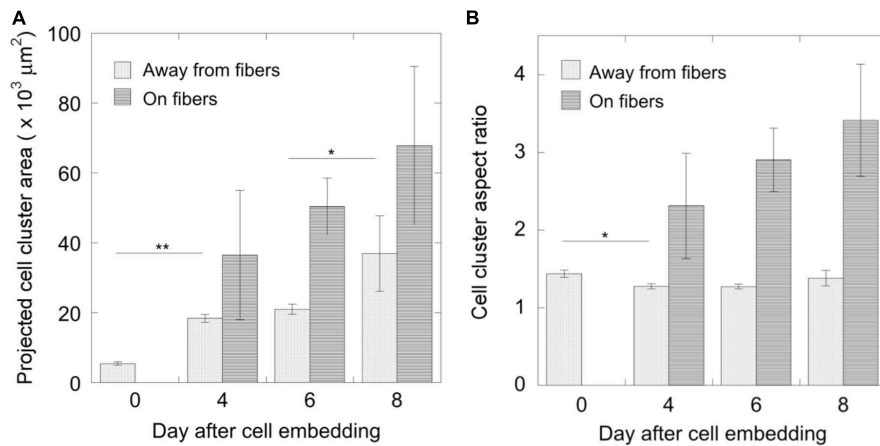 A
Projected cell cluster area ( x 10³ μm²)
100
80
60
40
20
0
Away from fibers
On fibers
**
*
0 4 6 8
Day after cell embedding
B
Cell cluster aspect ratio
4
3
2
1
0
Away from fibers
On fibers
*
0 4 6 8
Day after cell embedding